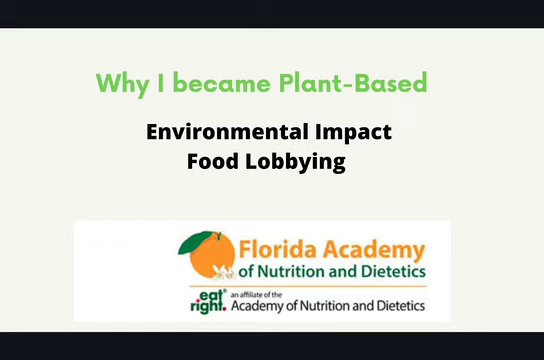 Why I became Plant-Based
Environmental Impact
Food Lobbying
Florida Academy
of Nutrition and Dietetics
eat
right.
an affiliate of the
Academy of Nutrition and Dietetics